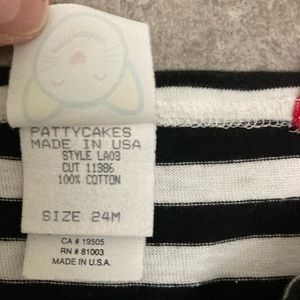 PATTYCAKES
MADE IN USA
STYLE LA03
CUT 11386
100% COTTON
SIZE 24M
CA # 19505
RN # 81003
MADE IN U.S.A.